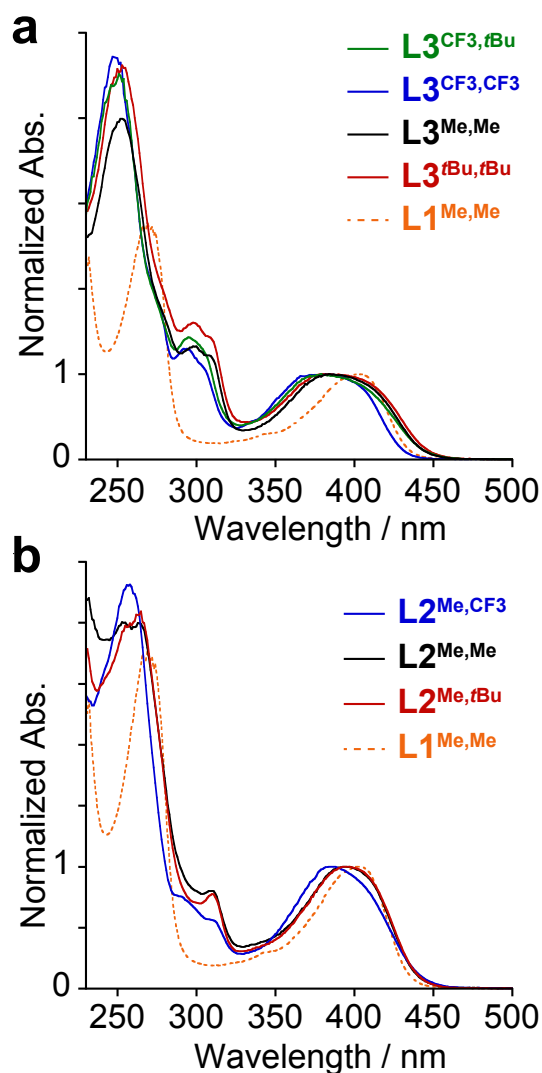 a
L3CF3,tBu
L3CF3,CF3
L3Me,Me
L3tBu,tBu
L1Me,Me
Normalized Abs.
1
0
250 300 350 400 450 500
Wavelength / nm
b
L2Me,CF3
L2Me,Me
L2Me,tBu
L1Me,Me
Normalized Abs.
1
0
250 300 350 400 450 500
Wavelength / nm